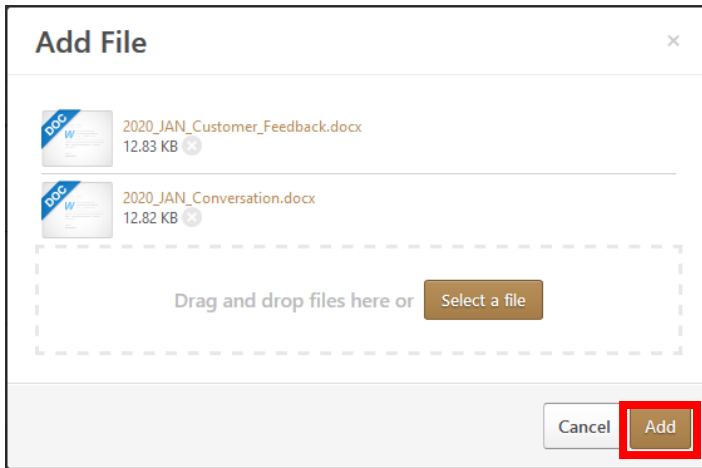 Add File
×
DOC
W
2020_JAN_Customer_Feedback.docx
12.83 KB
DOC
W
2020_JAN_Conversation.docx
12.82 KB
Drag and drop files here or Select a file
Cancel Add